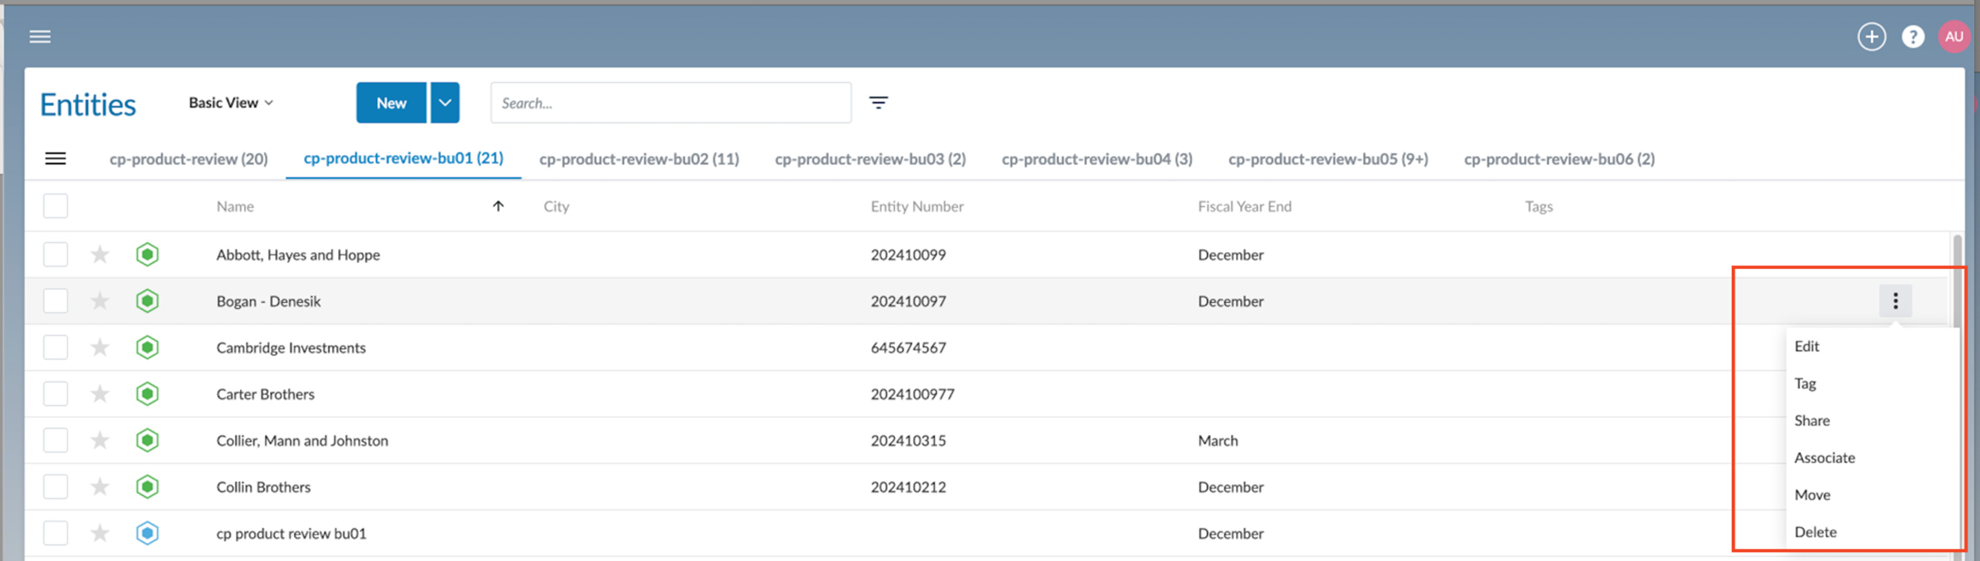 ? AU
Entities Basic View New Search...
cp-product-review (20) cp-product-review-bu01 (21) cp-product-review-bu02 (11) cp-product-review-bu03 (2) cp-product-review-bu04 (3) cp-product-review-bu05 (9+) cp-product-review-bu06 (2)
Name City Entity Number Fiscal Year End Tags
Abbott, Hayes and Hoppe 202410099 December
Bogan - Denesik 202410097 December
Cambridge Investments 645674567
Carter Brothers 2024100977
Collier, Mann and Johnston 202410315 March
Collin Brothers 202410212 December
cp product review bu01 December
Edit
Tag
Share
Associate
Move
Delete